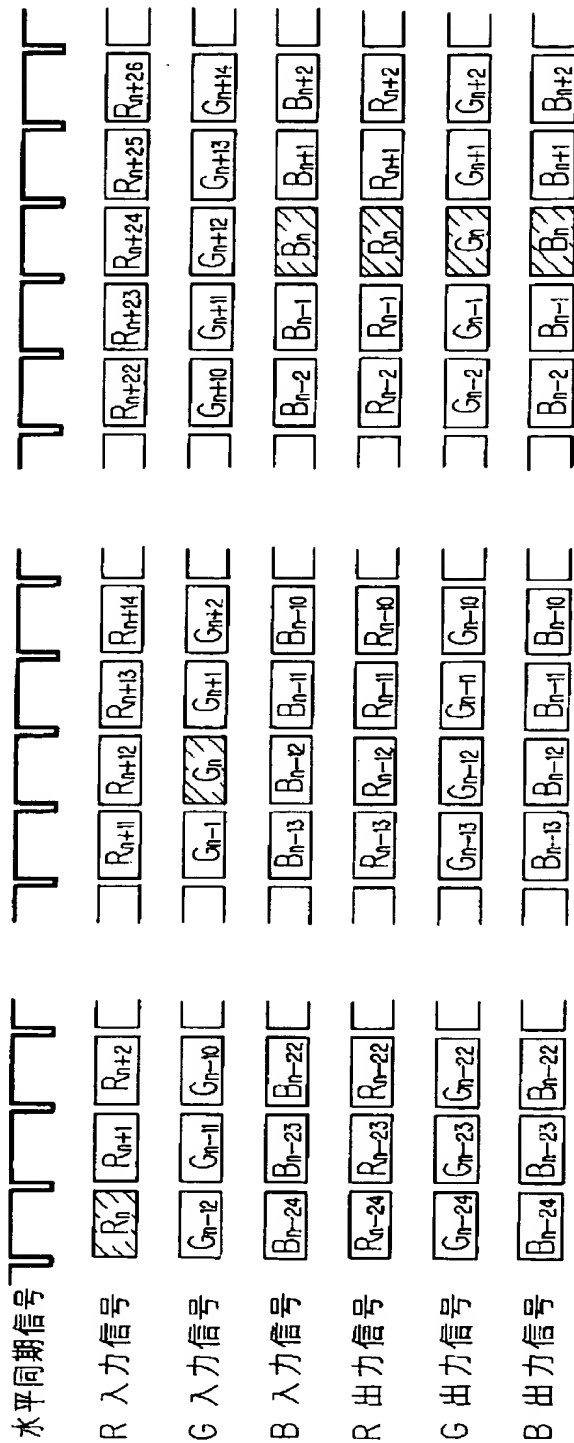 水平同期信号
R 入力信号 Rn Rn+1 Rn+2 Rn+11 Rn+12 Rn+13 Rn+14 Rn+22 Rn+23 Rn+24 Rn+25 Rn+26
G 入力信号 Gn-12 Gn-11 Gn-10 Gn-1 Gn Gn+1 Gn+2 Gn+10 Gn+11 Gn+12 Gn+13 Gn+14
B 入力信号 Bn-24 Bn-23 Bn-22 Bn-13 Bn-12 Bn-11 Bn-10 Bn-2 Bn-1 Bn Bn+1 Bn+2
R 出力信号 Rn-24 Rn-23 Rn-22 Rn-13 Rn-12 Rn-11 Rn-10 Rn-2 Rn-1 Rn Rn+1 Rn+2
G 出力信号 Gn-24 Gn-23 Gn-22 Gn-13 Gn-12 Gn-11 Gn-10 Gn-2 Gn-1 Gn Gn+1 Gn+2
B 出力信号 Bn-24 Bn-23 Bn-22 Bn-13 Bn-12 Bn-11 Bn-10 Bn-2 Bn-1 Bn Bn+1 Bn+2